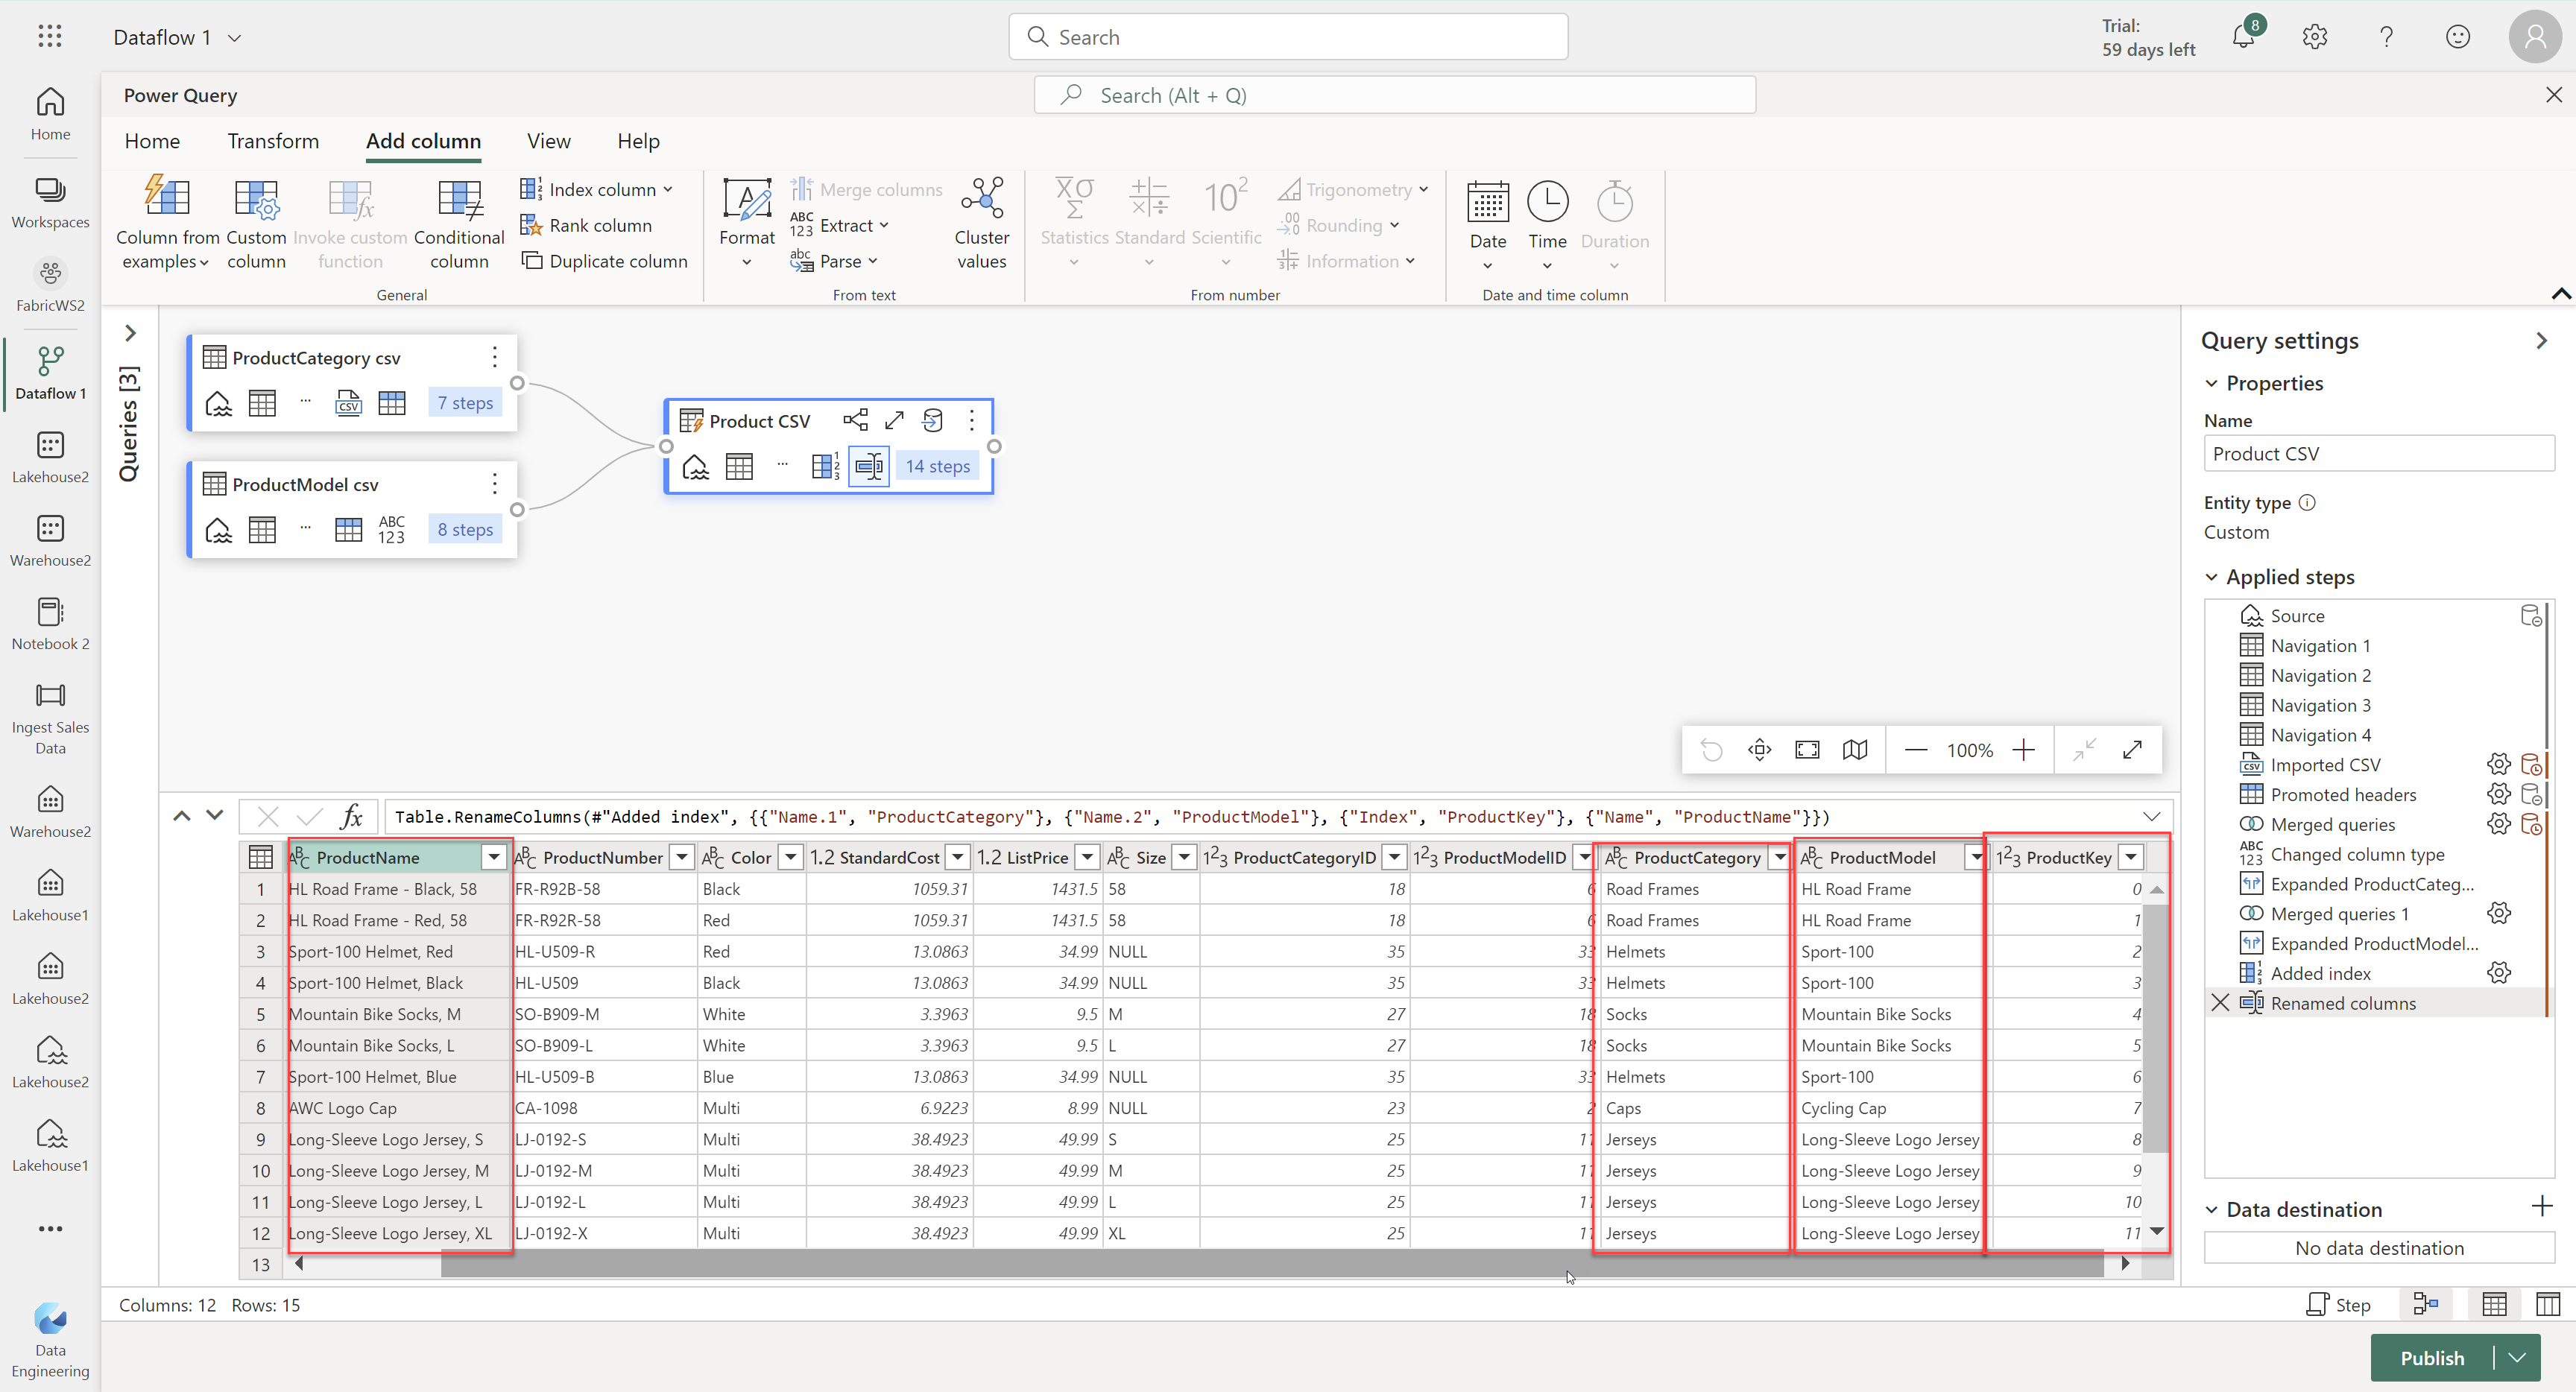 Dataflow 1
Search
Trial:
59 days left
8
Power Query
Search (Alt + Q)
Home
Transform
Add column
View
Help
Column from
examples
Custom
column
Invoke custom
function
Conditional
column
Index column
Rank column
Duplicate column
General
Format
Merge columns
Extract
Parse
Cluster
values
From text
Statistics
Standard
Scientific
Trigonometry
Rounding
Information
From number
Date
Time
Duration
Date and time column
Home
Workspaces
FabricWS2
Dataflow 1
Lakehouse2
Warehouse2
Notebook 2
Ingest Sales
Data
Warehouse2
Lakehouse1
Lakehouse2
Lakehouse2
Lakehouse1
Data
Engineering
Queries [3]
ProductCategory csv
7 steps
ProductModel csv
ABC
123
8 steps
Product CSV
14 steps
100%
Table.RenameColumns(#"Added index", {{"Name.1", "ProductCategory"}, {"Name.2", "ProductModel"}, {"Index", "ProductKey"}, {"Name", "ProductName"}})
ProductName ProductNumber Color 1.2 StandardCost 1.2 ListPrice Size 123 ProductCategoryID 123 ProductModelID ProductCategory ProductModel 123 ProductKey
1 HL Road Frame - Black, 58 FR-R92B-58 Black 1059.31 1431.5 58 18 6 Road Frames HL Road Frame 0
2 HL Road Frame - Red, 58 FR-R92R-58 Red 1059.31 1431.5 58 18 6 Road Frames HL Road Frame 1
3 Sport-100 Helmet, Red HL-U509-R Red 13.0863 34.99 NULL 35 33 Helmets Sport-100 2
4 Sport-100 Helmet, Black HL-U509 Black 13.0863 34.99 NULL 35 33 Helmets Sport-100 3
5 Mountain Bike Socks, M SO-B909-M White 3.3963 9.5 M 27 18 Socks Mountain Bike Socks 4
6 Mountain Bike Socks, L SO-B909-L White 3.3963 9.5 L 27 18 Socks Mountain Bike Socks 5
7 Sport-100 Helmet, Blue HL-U509-B Blue 13.0863 34.99 NULL 35 33 Helmets Sport-100 6
8 AWC Logo Cap CA-1098 Multi 6.9223 8.99 NULL 23 2 Caps Cycling Cap 7
9 Long-Sleeve Logo Jersey, S LJ-0192-S Multi 38.4923 49.99 S 25 11 Jerseys Long-Sleeve Logo Jersey 8
10 Long-Sleeve Logo Jersey, M LJ-0192-M Multi 38.4923 49.99 M 25 11 Jerseys Long-Sleeve Logo Jersey 9
11 Long-Sleeve Logo Jersey, L LJ-0192-L Multi 38.4923 49.99 L 25 11 Jerseys Long-Sleeve Logo Jersey 10
12 Long-Sleeve Logo Jersey, XL LJ-0192-X Multi 38.4923 49.99 XL 25 11 Jerseys Long-Sleeve Logo Jersey 11
13
Columns: 12 Rows: 15
Query settings
Properties
Name
Product CSV
Entity type
Custom
Applied steps
Source
Navigation 1
Navigation 2
Navigation 3
Navigation 4
Imported CSV
Promoted headers
Merged queries
Changed column type
Expanded ProductCateg...
Merged queries 1
Expanded ProductModel...
Added index
Renamed columns
Data destination
No data destination
Step
Publish